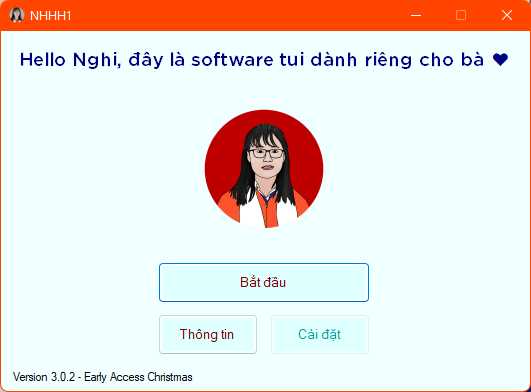 NHHH1
Hello Nghi, đây là software tui dành riêng cho bà ♥
Bắt đầu
Thông tin
Cài đặt
Version 3.0.2 - Early Access Christmas